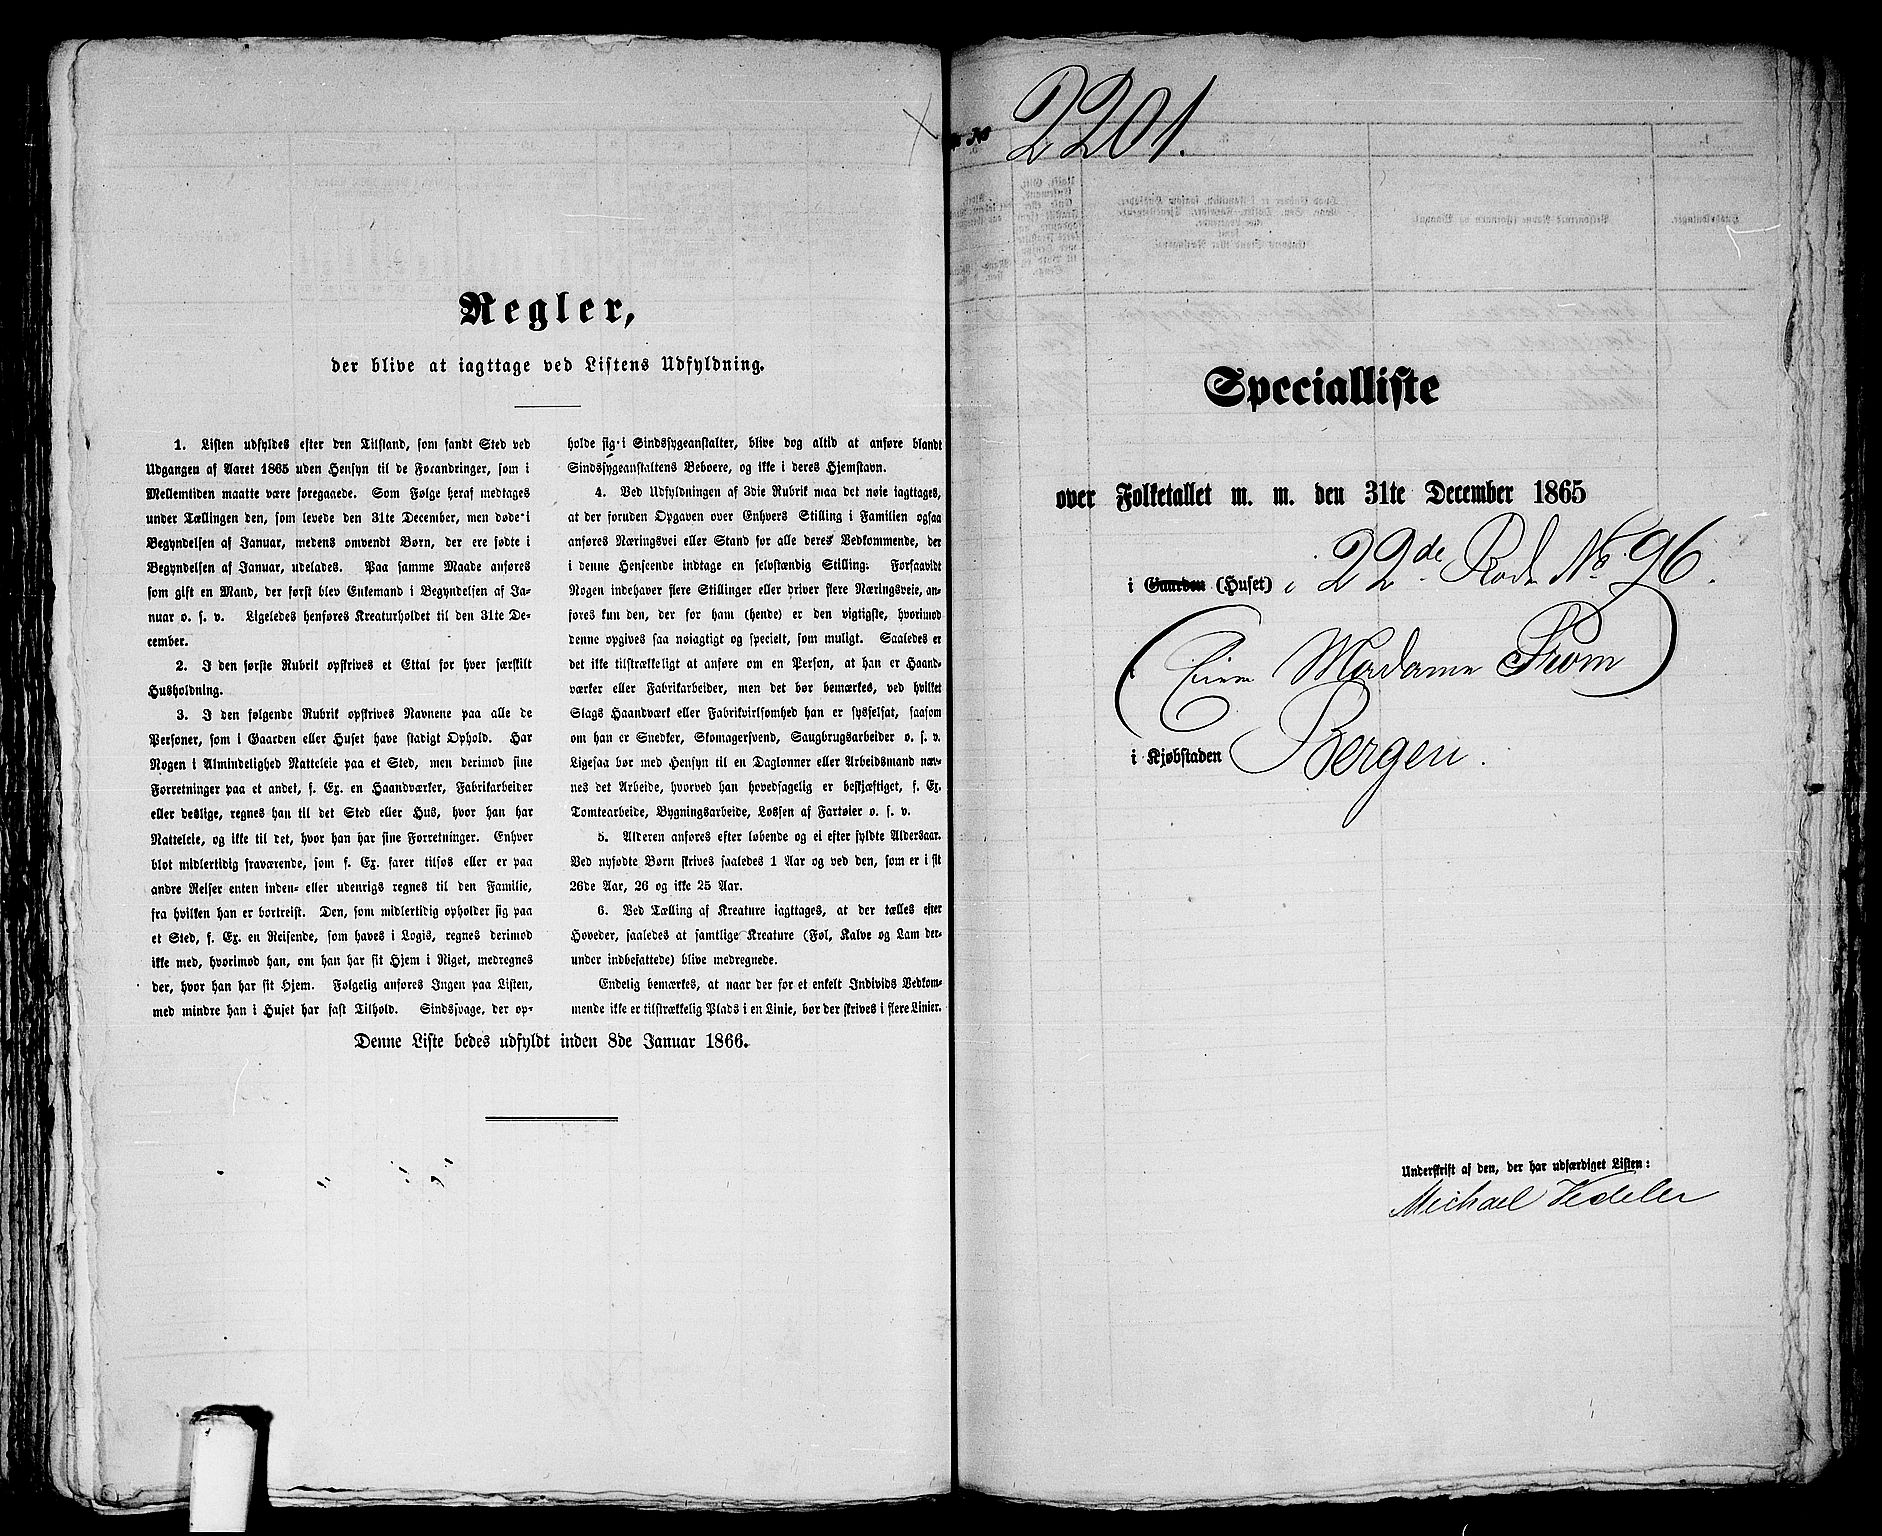 Regler,
der blive at iagttage ved Listens Udfyldning.
1. Listen udfyldes efter den Tilstand, som fandt Sted ved
Udgangen af Aaret 1865 uden Hensyn til de Forandringer, som i
Mellemtiden maatte være foregaaede. Som Følge heraf medtages
under Tællingen den, som levede den 31te December, men døde i
Begyndelsen af Januar, medens omvendt Børn, der ere fødte i
Begyndelsen af Januar, udelades. Paa samme Maade anføres
som gift en Mand, der først blev Enkemand i Begyndelsen af Ja-
nuar o. s. v. Ligeledes henføres Kreaturholdet til den 31te De-
cember.
2. I den første Rubrik opskrives et Ettal for hver særskilt
Husholdning.
3. I den følgende Rubrik opskrives Navnene paa alle de
Personer, som i Gaarden eller Huset have stadigt Ophold. Har
Nogen i Almindelighed Natteleie paa et Sted, men derimod sine
Forretninger paa et andet, f. Ex. en Haandværker, Fabrikarbeider
eller deslige, regnes han til det Sted eller Hus, hvor han har
Natteleie, og ikke til det, hvor han har sine Forretninger. Enhver
blot midlertidig fraværende, som f. Ex. farer tilsøs eller er paa
andre Reiser enten inden- eller udenrigs regnes til den Familie,
fra hvilken han er bortreist. Den, som midlertidig opholder sig paa
et Sted, f. Ex. en Reisende, som haves i Logis, regnes derimod
ikke med, hvorimod han, om han har sit Hjem i Riget, medregnes
der, hvor han har sit Hjem. Følgelig anføres Ingen paa Listen,
med mindre han i Huset har fast Tilhold. Sindssvage, der op-
holde sig i Sindssygeanstalter, blive dog altid at anføre blandt
Sindssygeanstaltens Beboere, og ikke i deres Hjemstavn.
4. Ved Udfyldningen af 3die Rubrik maa det nøie iagttages,
at der foruden Opgaven over Enhvers Stilling i Familien ogsaa
anføres Næringsvei eller Stand for alle deres Vedkommende, der
i denne Henseende indtage en selvstændig Stilling. Forsaavidt
Nogen indehaver flere Stillinger eller driver flere Næringsveie, an-
føres kun den, der for ham (hende) er den vigtigste, hvorimod
denne opgives saa nøiagtigt og specielt, som muligt. Saaledes er
det ikke tilstrækkeligt at anføre om en Person, at han er Haand-
værker eller Fabrikarbeider, men det bør bemærkes, ved hvilket
Slags Haandværk eller Fabrikvirksomhed han er sysselsat, saasom
om han er Snedker, Skomagersvend, Saugbrugsarbeider o. s. v.
Ligesaa bør med Hensyn til en Daglønner eller Arbeidsmand næv-
nes det Arbeide, hvorved han hovedsagelig er beskjæftiget, f. Ex.
Tomtearbeide, Bygningsarbeide, Lossen af Fartøier o. s. v.
5. Alderen anføres efter løbende og ei efter fyldte Aldersaar.
Ved nyfødte Børn skrives saaledes 1 Aar og ved den, som er i sit
26de Aar, 26 og ikke 25 Aar.
6. Ved Tælling af Kreature iagttages, at der tælles efter
Hoveder, saaledes at samtlige Kreature (Føl, Kalve og Lam der-
under indbefattede) blive medregnede.
Endelig bemærkes, at naar der for et enkelt Individs Vedkom-
mende ikke er tilstrækkelig Plads i en Linie, bør der skrives i flere Linier.
Denne Liste bedes udfyldt inden 8de Januar 1866.
No 2201.
Specialliste
over Folketallet m. m. den 31te December 1865
i Gaarden (Huset) i 22de Rode No 96.
Madame From
i Kjøbstaden Bergen.
Underskrift af den, der har udfærdiget Listen:
Michael Vedeler